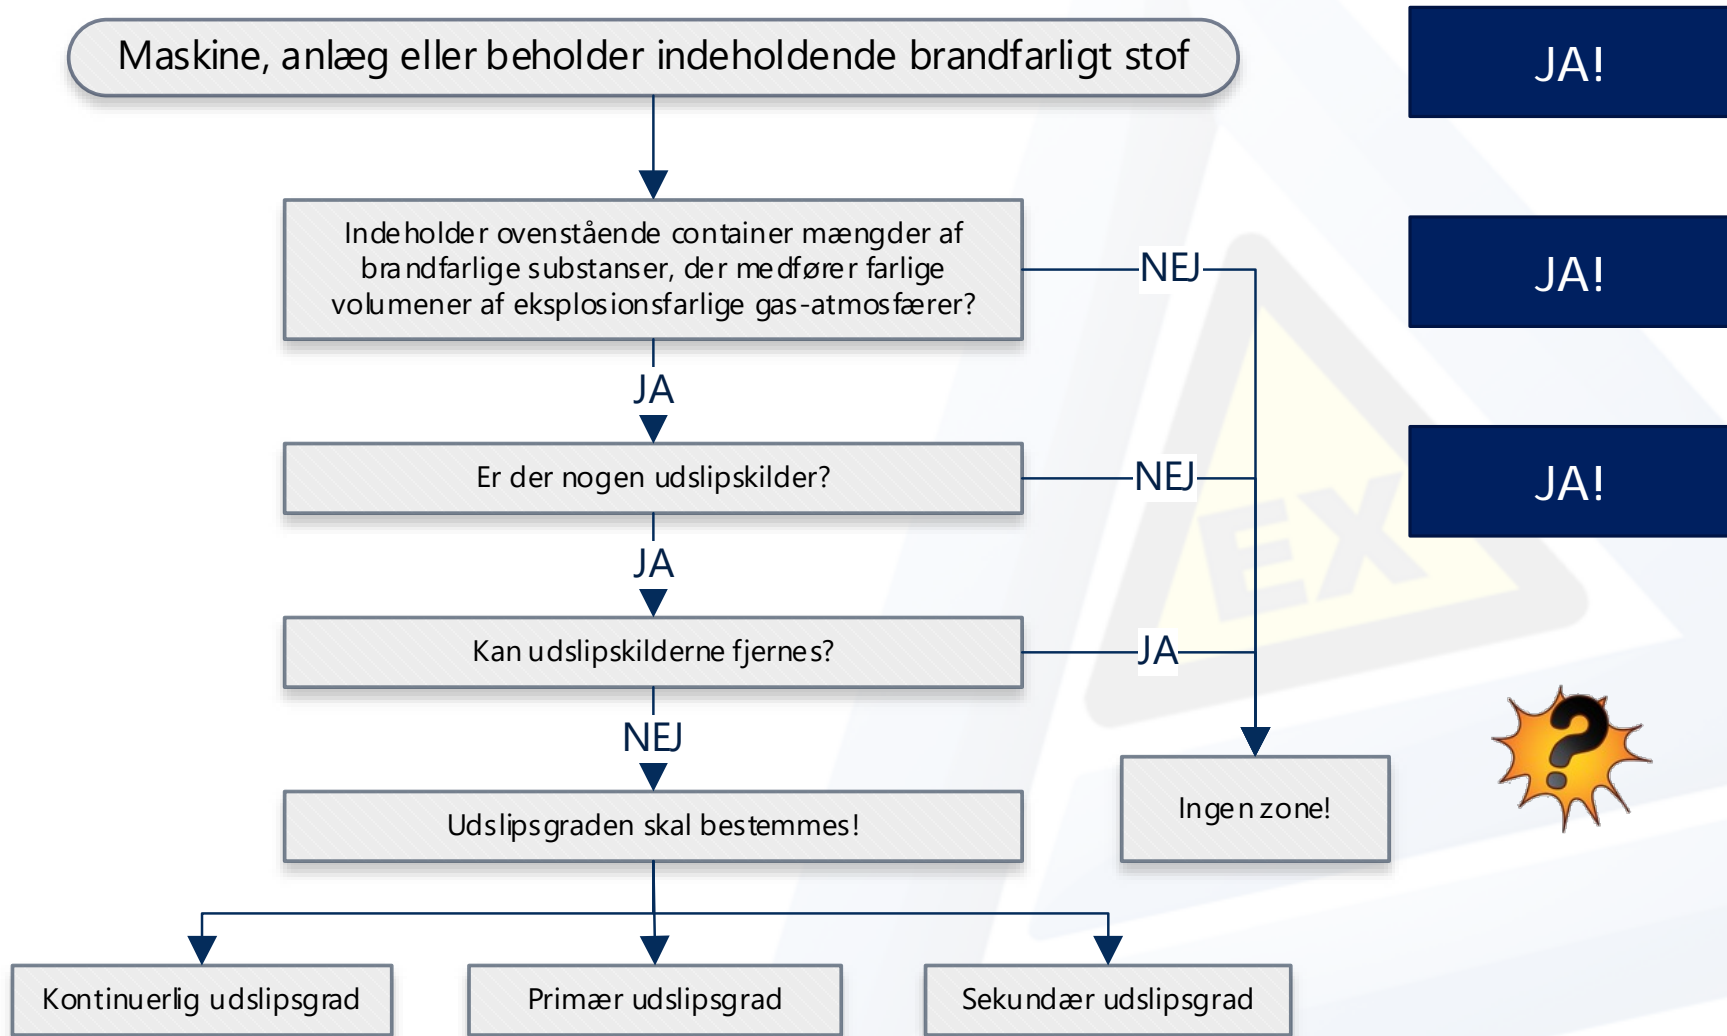 Maskine, anlæg eller beholder indeholdende brandfarligt stof
JA!
Indeholder ovenstående container mængder af
brandfarlige substanser, der medfører farlige
volumener af eksplosionsfarlige gas-atmosfærer?
NEJ
JA!
JA
Er der nogen udslipskilder?
NEJ
JA!
JA
Kan udslipskilderne fjernes?
JA
NEJ
Udslipsgraden skal bestemmes!
Ingen zone!
?
Kontinuerlig udslipsgrad
Primær udslipsgrad
Sekundær udslipsgrad
EX